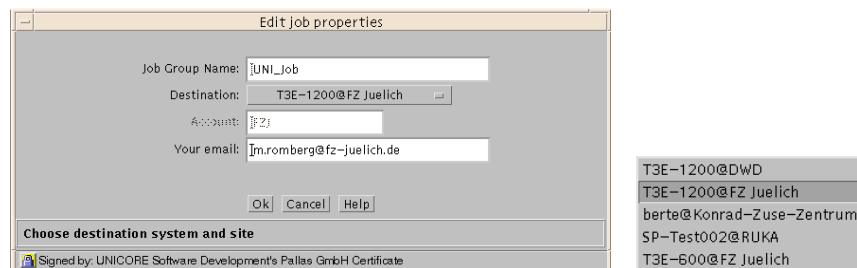 Edit job properties
Job Group Name: UNI_Job
Destination: T3E-1200@FZ Juelich
Account: FZJ
Your email: m.romberg@fz-juelich.de
Ok Cancel Help
Choose destination system and site
Signed by: UNICORE Software Development's Pallas GmbH Certificate
T3E-1200@DWD
T3E-1200@FZ Juelich
berte@Konrad-Zuse-Zentrum
SP-Test002@RUKA
T3E-600@FZ Juelich